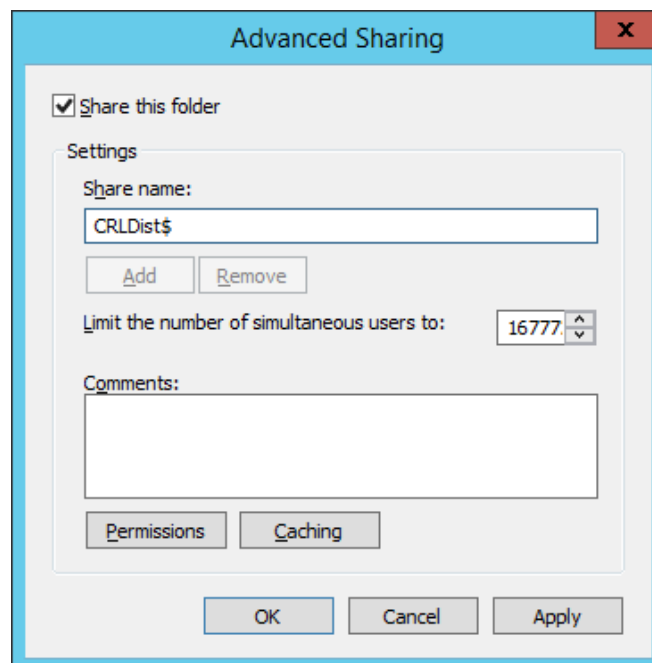 Advanced Sharing
x
Share this folder
Settings
Share name:
CRLDist$
Add Remove
Limit the number of simultaneous users to: 16777
Comments:
Permissions Caching
OK Cancel Apply